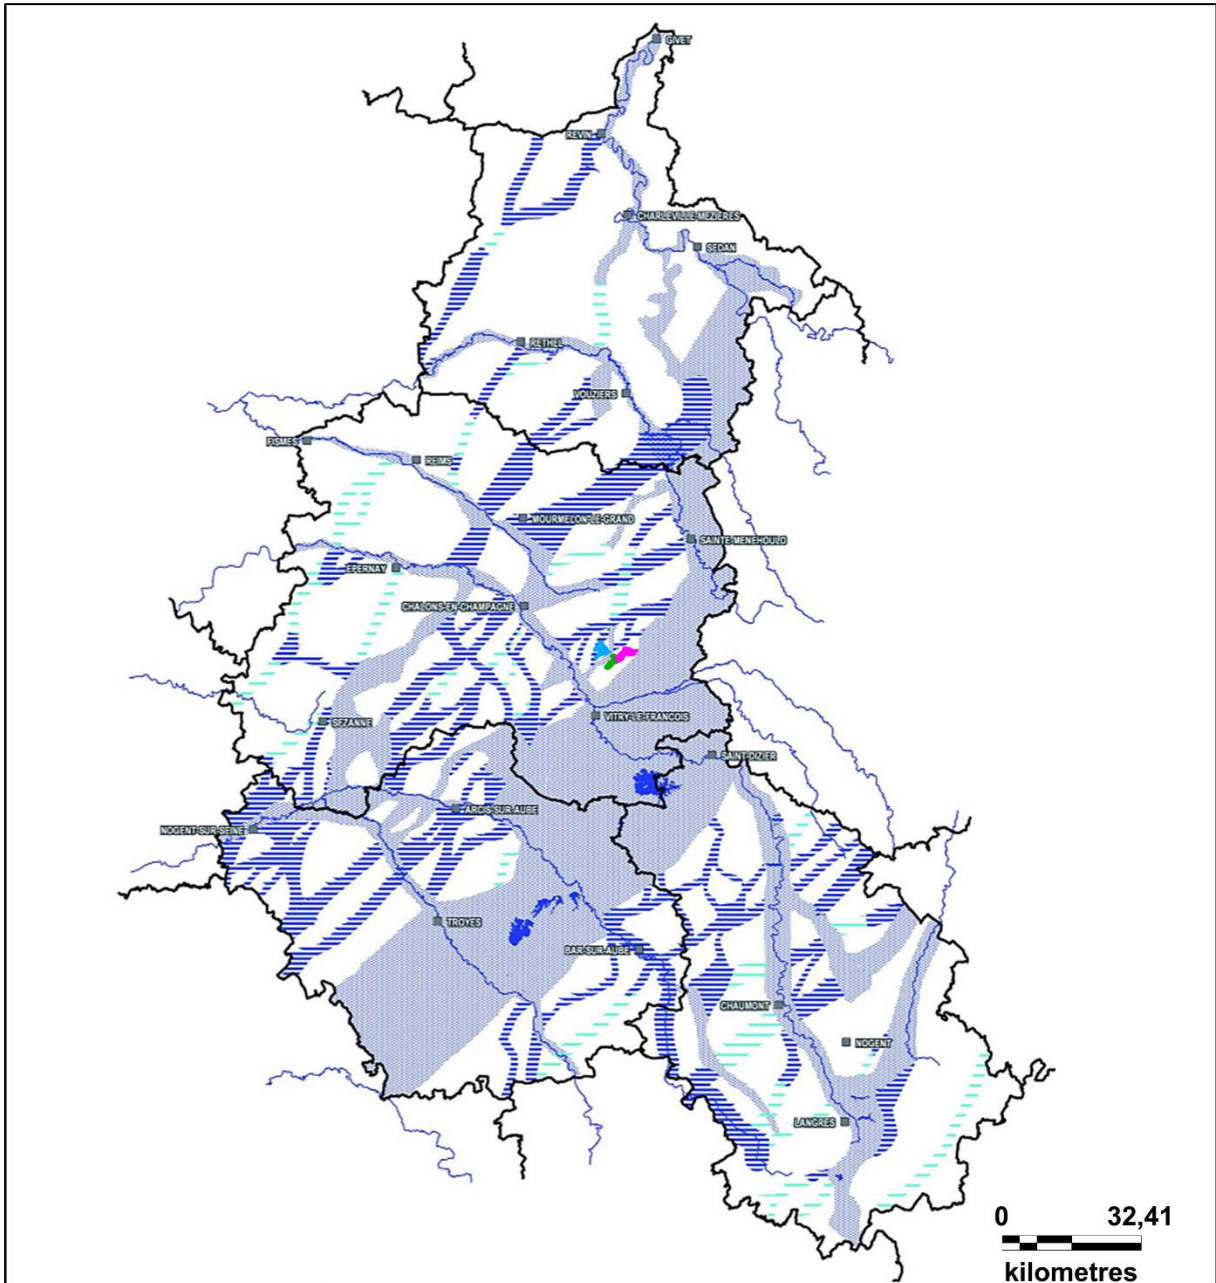 GIVET
REVIN
CHARLEVILLE-MEZIERES
SEDAN
RETHEL
VOUZIERS
FISMES
REIMS
MOURMELON-LE-GRAND
SAINTE-MENEHOULD
EPERNAY
CHALONS-EN-CHAMPAGNE
VITRY-LE-FRANCOIS
SEZANNE
SAINT-DIZIER
ARCIS-SUR-AUBE
NOGENT-SUR-SEINE
TROYES
BAR-SUR-AUBE
CHAUMONT
NOGENT
LANGRES
0 32,41
kilometres